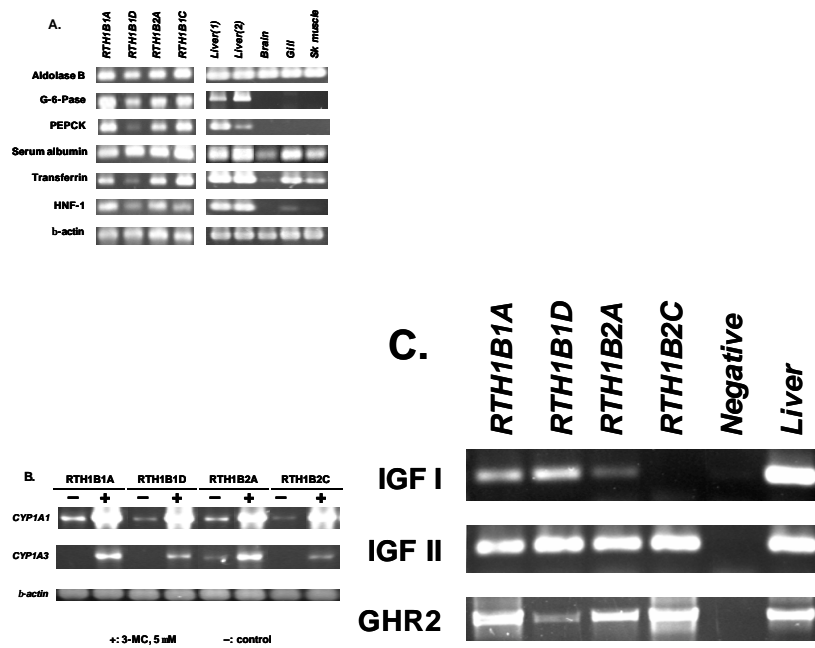 A.
RTH1B1A
RTH1B1D
RTH1B2A
RTH1B1C
Liver(1)
Liver(2)
Brain
Gill
Sk muscle
Aldolase B
G-6-Pase
PEPCK
Serum albumin
Transferrin
HNF-1
b-actin
C.
RTH1B1A
RTH1B1D
RTH1B2A
RTH1B2C
Negative
Liver
IGF I
IGF II
GHR2
B.
RTH1B1A RTH1B1D RTH1B2A RTH1B2C
– + – + – + – +
CYP1A1
CYP1A3
b-actin
+: 3-MC, 5 mM –: control